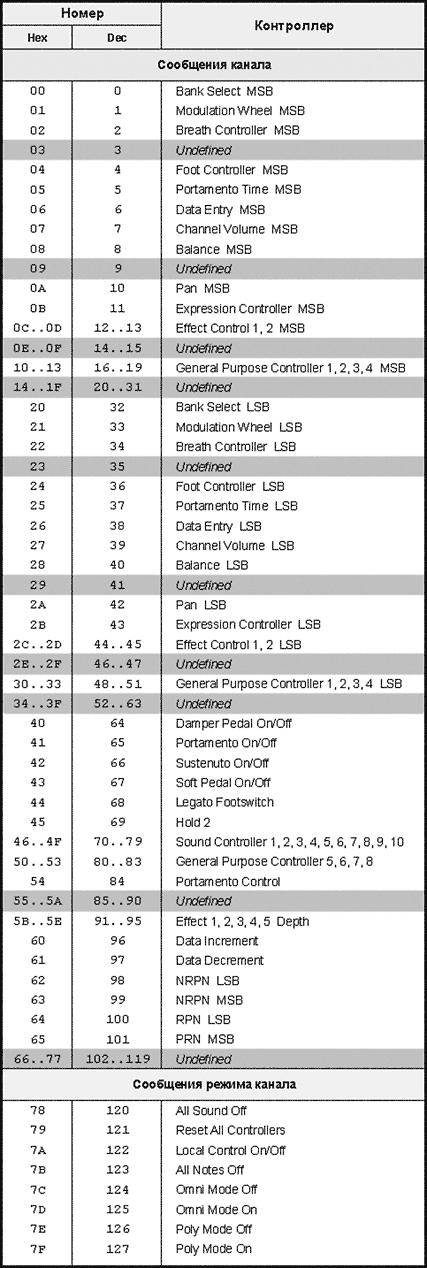 Номер Контроллер
Hex Dec
Сообщения канала
00 0 Bank Select MSB
01 1 Modulation Wheel MSB
02 2 Breath Controller MSB
03 3 Undefined
04 4 Foot Controller MSB
05 5 Portamento Time MSB
06 6 Data Entry MSB
07 7 Channel Volume MSB
08 8 Balance MSB
09 9 Undefined
0A 10 Pan MSB
0B 11 Expression Controller MSB
0C..0D 12..13 Effect Control 1, 2 MSB
0E..0F 14..15 Undefined
10..13 16..19 General Purpose Controller 1, 2, 3, 4 MSB
14..1F 20..31 Undefined
20 32 Bank Select LSB
21 33 Modulation Wheel LSB
22 34 Breath Controller LSB
23 35 Undefined
24 36 Foot Controller LSB
25 37 Portamento Time LSB
26 38 Data Entry LSB
27 39 Channel Volume LSB
28 40 Balance LSB
29 41 Undefined
2A 42 Pan LSB
2B 43 Expression Controller LSB
2C..2D 44..45 Effect Control 1, 2 LSB
2E..2F 46..47 Undefined
30..33 48..51 General Purpose Controller 1, 2, 3, 4 LSB
34..3F 52..63 Undefined
40 64 Damper Pedal On/Off
41 65 Portamento On/Off
42 66 Sustenuto On/Off
43 67 Soft Pedal On/Off
44 68 Legato Footswitch
45 69 Hold 2
46..4F 70..79 Sound Controller 1, 2, 3, 4, 5, 6, 7, 8, 9, 10
50..53 80..83 General Purpose Controller 5, 6, 7, 8
54 84 Portamento Control
55..5A 85..90 Undefined
5B..5E 91..95 Effect 1, 2, 3, 4, 5 Depth
60 96 Data Increment
61 97 Data Decrement
62 98 NRPN LSB
63 99 NRPN MSB
64 100 RPN LSB
65 101 PRN MSB
66..77 102..119 Undefined
Сообщения режима канала
78 120 All Sound Off
79 121 Reset All Controllers
7A 122 Local Control On/Off
7B 123 All Notes Off
7C 124 Omni Mode Off
7D 125 Omni Mode On
7E 126 Poly Mode Off
7F 127 Poly Mode On